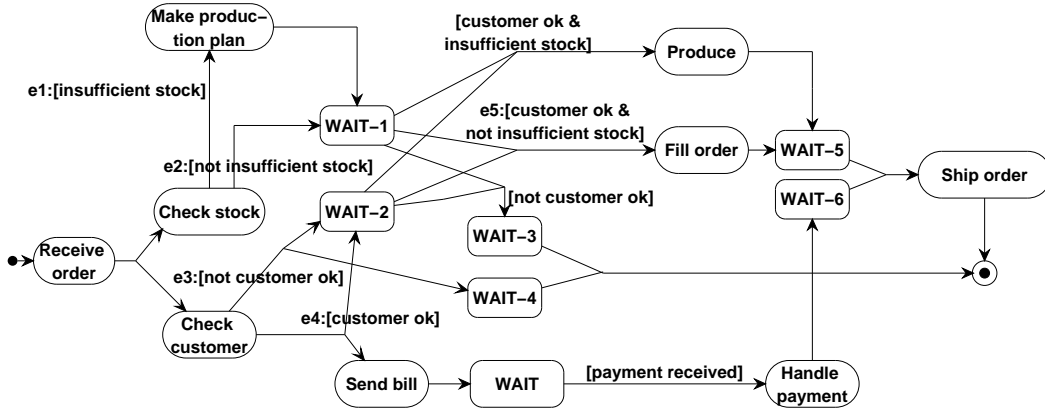 Make produc–
tion plan
[customer ok &
insufficient stock]
Produce
e1:[insufficient stock]
WAIT–1
e5:[customer ok &
not insufficient stock]
Fill order
WAIT–5
e2:[not insufficient stock]
Check stock
WAIT–2
[not customer ok]
WAIT–6
Ship order
WAIT–3
Receive
order
e3:[not customer ok]
WAIT–4
Check
customer
e4:[customer ok]
Send bill
WAIT
[payment received]
Handle
payment